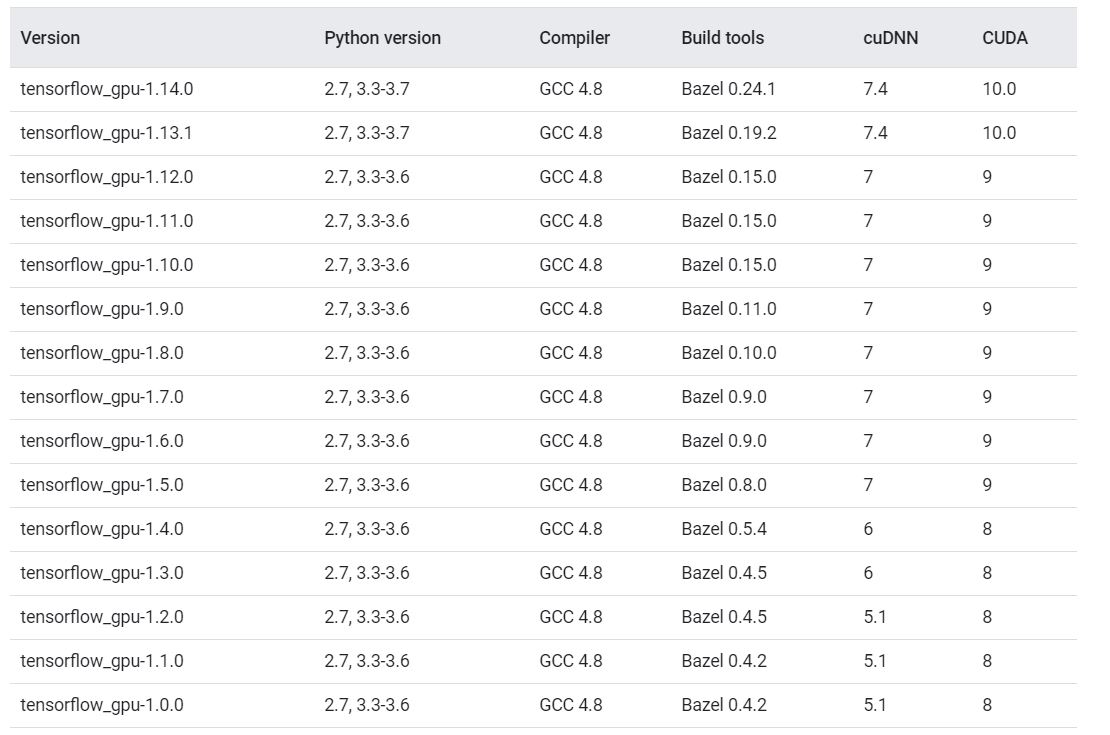 Version Python version Compiler Build tools cuDNN CUDA
tensorflow_gpu-1.14.0 2.7, 3.3-3.7 GCC 4.8 Bazel 0.24.1 7.4 10.0
tensorflow_gpu-1.13.1 2.7, 3.3-3.7 GCC 4.8 Bazel 0.19.2 7.4 10.0
tensorflow_gpu-1.12.0 2.7, 3.3-3.6 GCC 4.8 Bazel 0.15.0 7 9
tensorflow_gpu-1.11.0 2.7, 3.3-3.6 GCC 4.8 Bazel 0.15.0 7 9
tensorflow_gpu-1.10.0 2.7, 3.3-3.6 GCC 4.8 Bazel 0.15.0 7 9
tensorflow_gpu-1.9.0 2.7, 3.3-3.6 GCC 4.8 Bazel 0.11.0 7 9
tensorflow_gpu-1.8.0 2.7, 3.3-3.6 GCC 4.8 Bazel 0.10.0 7 9
tensorflow_gpu-1.7.0 2.7, 3.3-3.6 GCC 4.8 Bazel 0.9.0 7 9
tensorflow_gpu-1.6.0 2.7, 3.3-3.6 GCC 4.8 Bazel 0.9.0 7 9
tensorflow_gpu-1.5.0 2.7, 3.3-3.6 GCC 4.8 Bazel 0.8.0 7 9
tensorflow_gpu-1.4.0 2.7, 3.3-3.6 GCC 4.8 Bazel 0.5.4 6 8
tensorflow_gpu-1.3.0 2.7, 3.3-3.6 GCC 4.8 Bazel 0.4.5 6 8
tensorflow_gpu-1.2.0 2.7, 3.3-3.6 GCC 4.8 Bazel 0.4.5 5.1 8
tensorflow_gpu-1.1.0 2.7, 3.3-3.6 GCC 4.8 Bazel 0.4.2 5.1 8
tensorflow_gpu-1.0.0 2.7, 3.3-3.6 GCC 4.8 Bazel 0.4.2 5.1 8